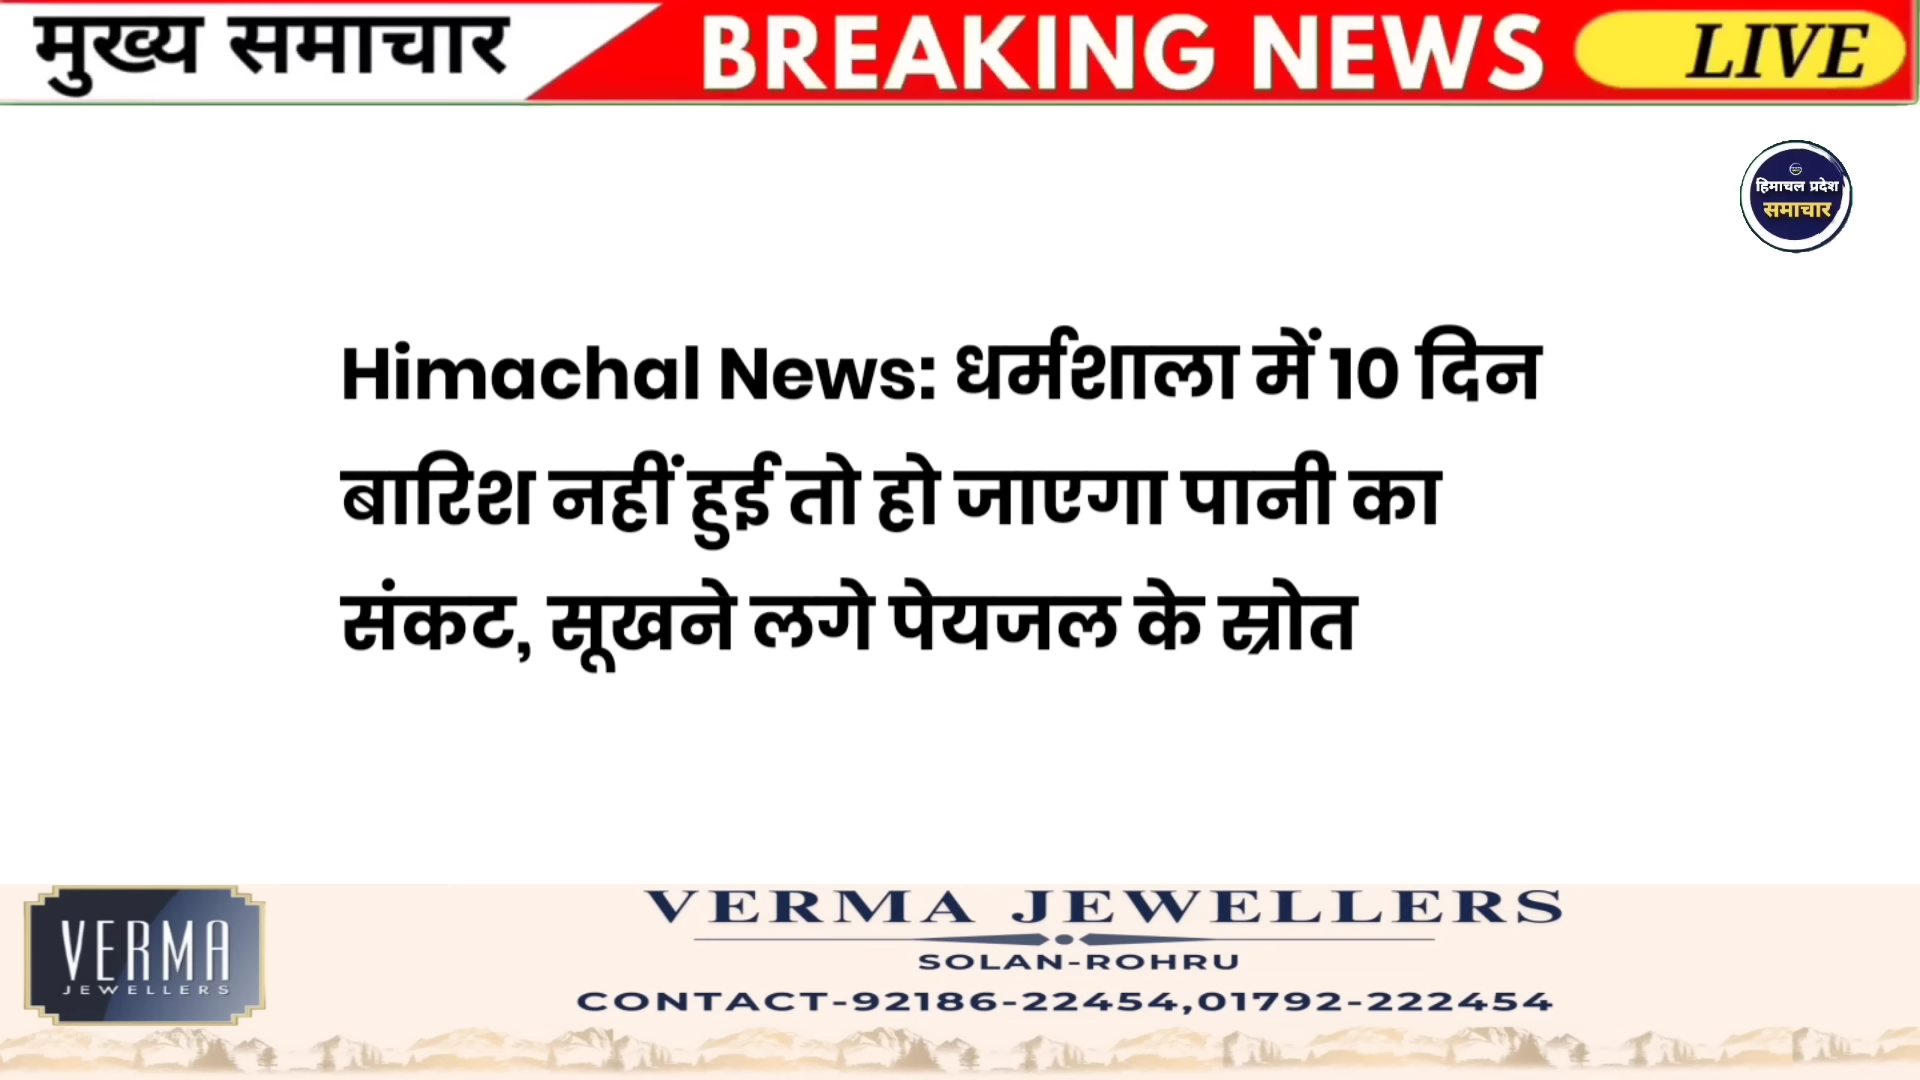 मुख्य समाचार BREAKING NEWS LIVE
हिमाचल प्रदेश
समाचार
Himachal News: धर्मशाला में 10 दिन
बारिश नहीं हुई तो हो जाएगा पानी का
संकट, सूखने लगे पेयजल के स्रोत
VERMA
JEWELLERS
VERMA JEWELLERS
SOLAN-ROHRU
CONTACT-92186-22454,01792-222454